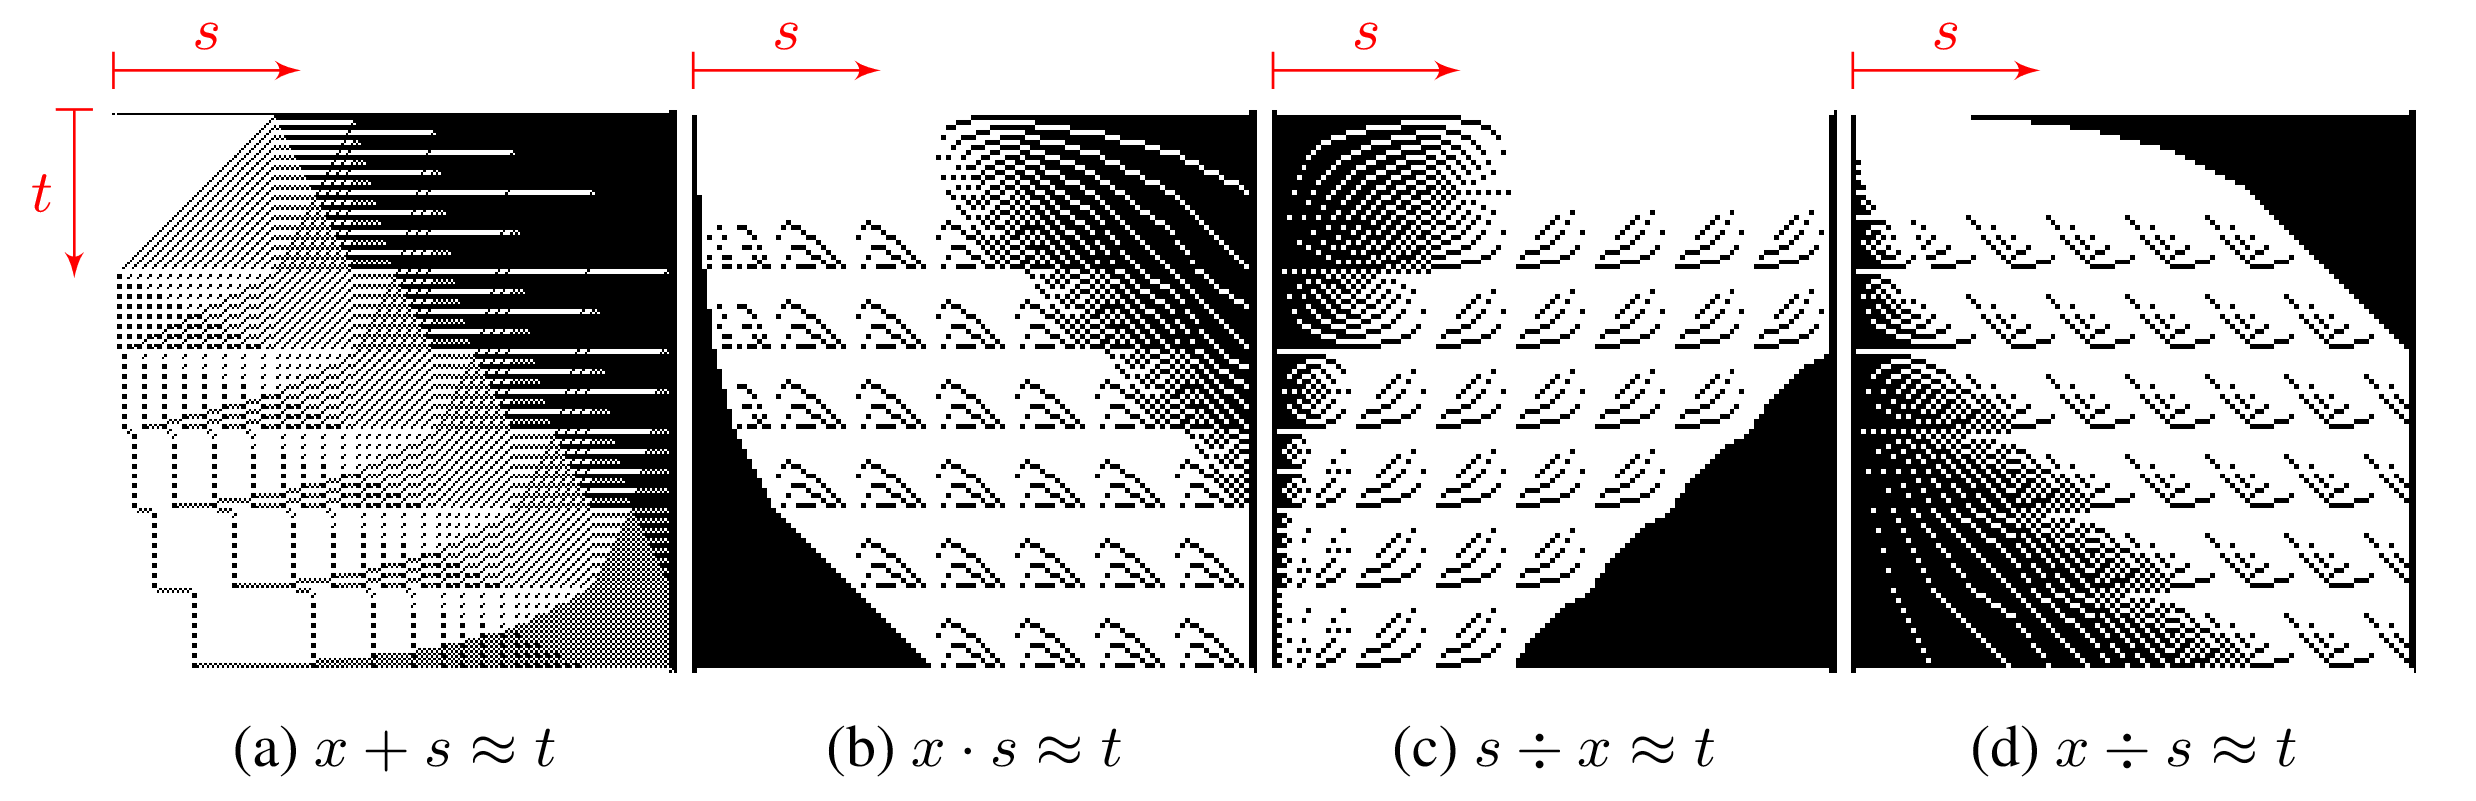 s s s s
t
(a) x + s ≈ t (b) x · s ≈ t (c) s ÷ x ≈ t (d) x ÷ s ≈ t